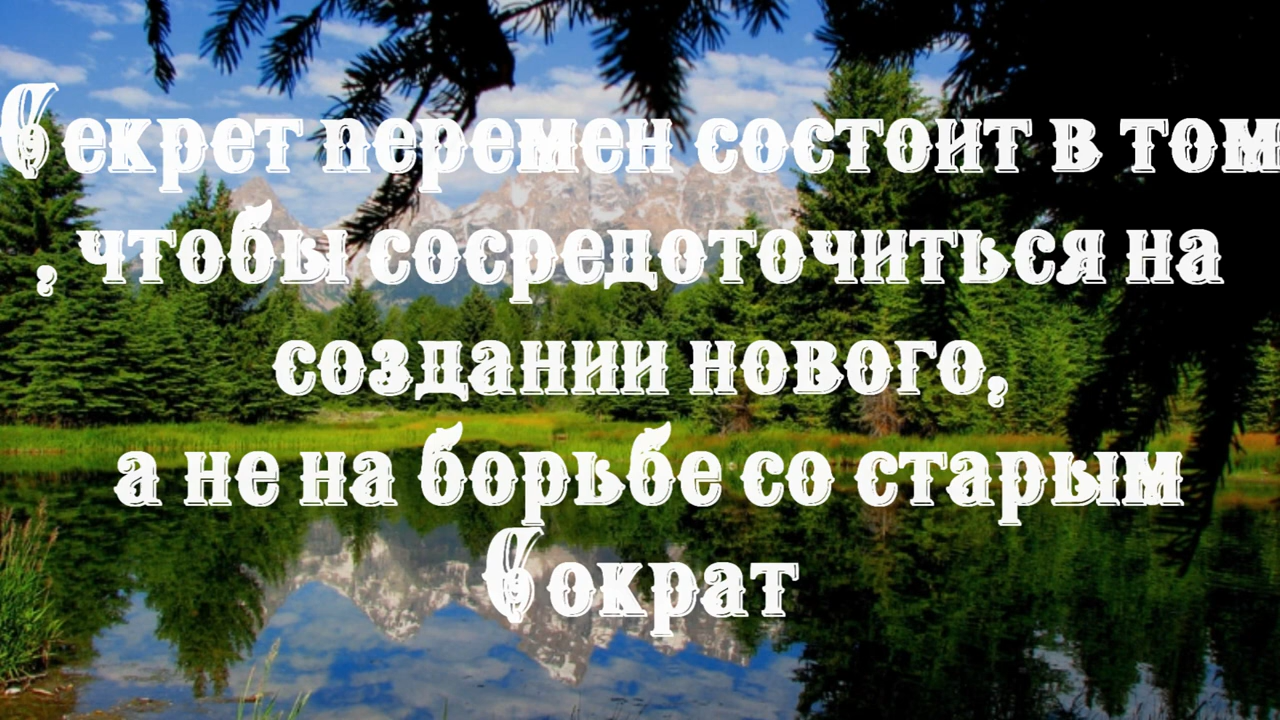 Секрет перемен состоит в том
, чтобы сосредоточиться на
создании нового,
а не на борьбе со старым
Сократ